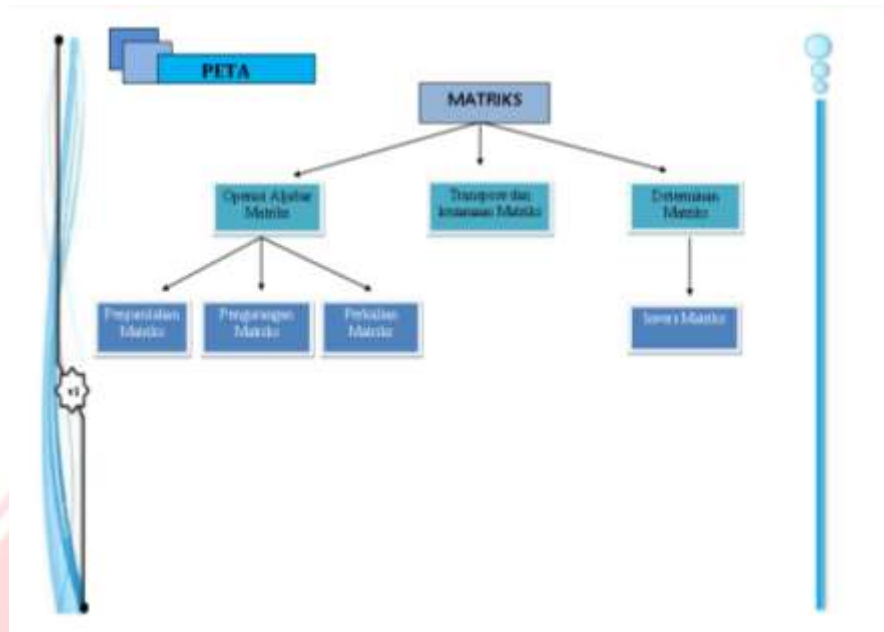 PETA
MATRIKS
Operasi Aljabar
Matriks
Transpose dan
kesamaan Matriks
Determinan
Matriks
Penjumlahan
Matriks
Pengurangan
Matriks
Perkalian
Matriks
Invers Matriks
vi